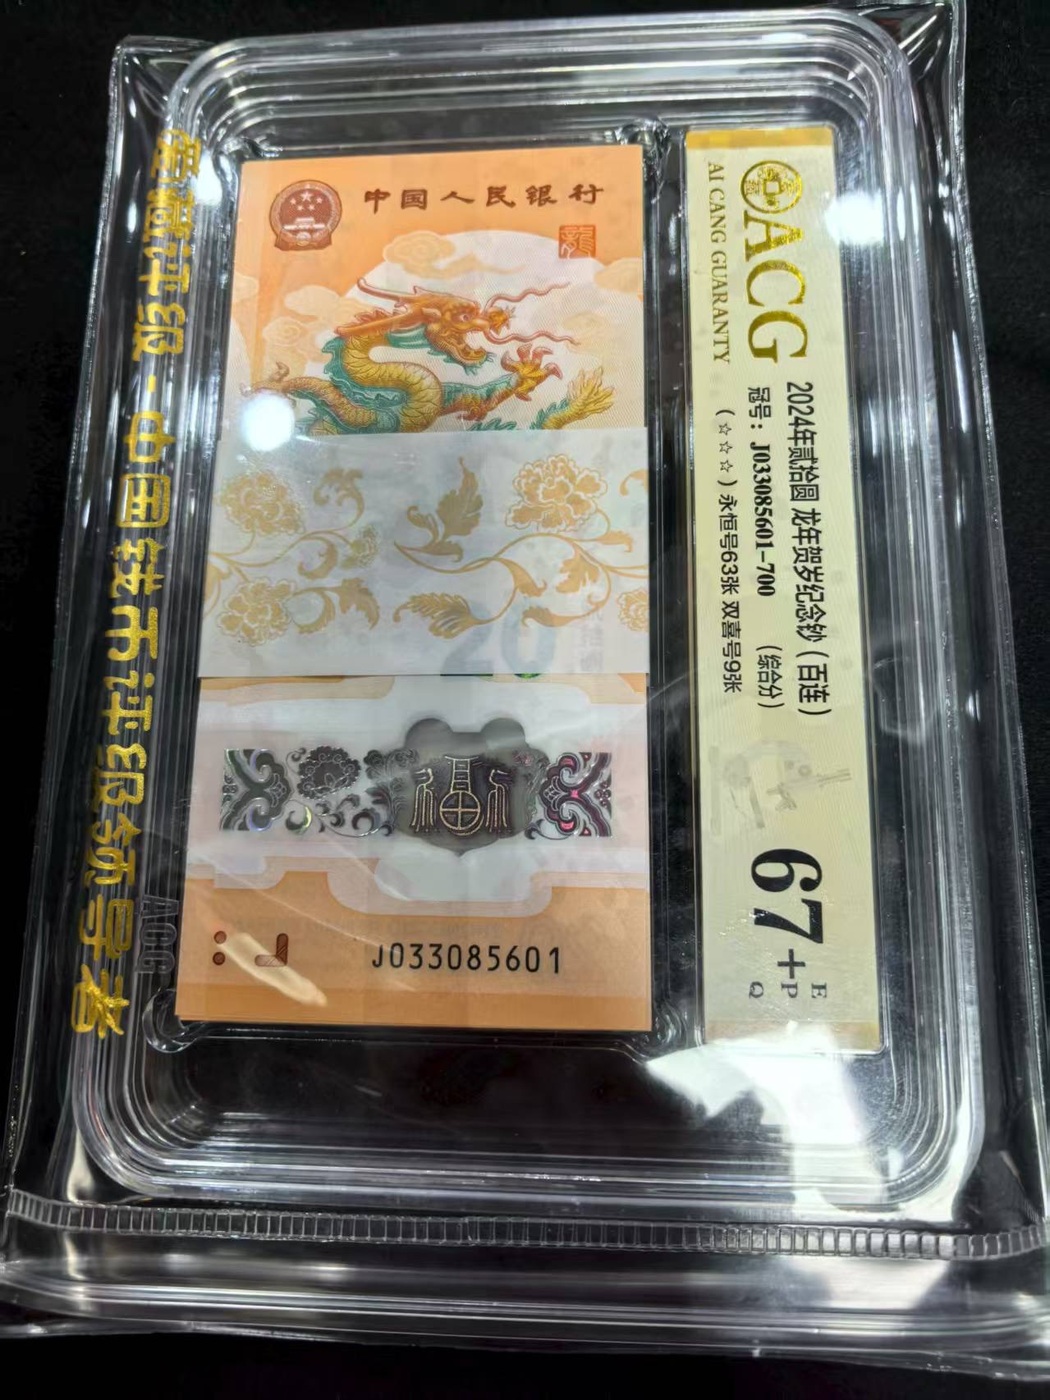 中国人民银行
龍
20
J033085601
ACG
AI CANG GUARANTY
2024年贰拾圆 龙年贺岁纪念钞（百连）
冠号：J033085601-700 （综合分）
（☆☆☆）永恒号63张 双喜号9张
67+
E
P
Q
爱藏评级-中国钱币评级领导者
ACG